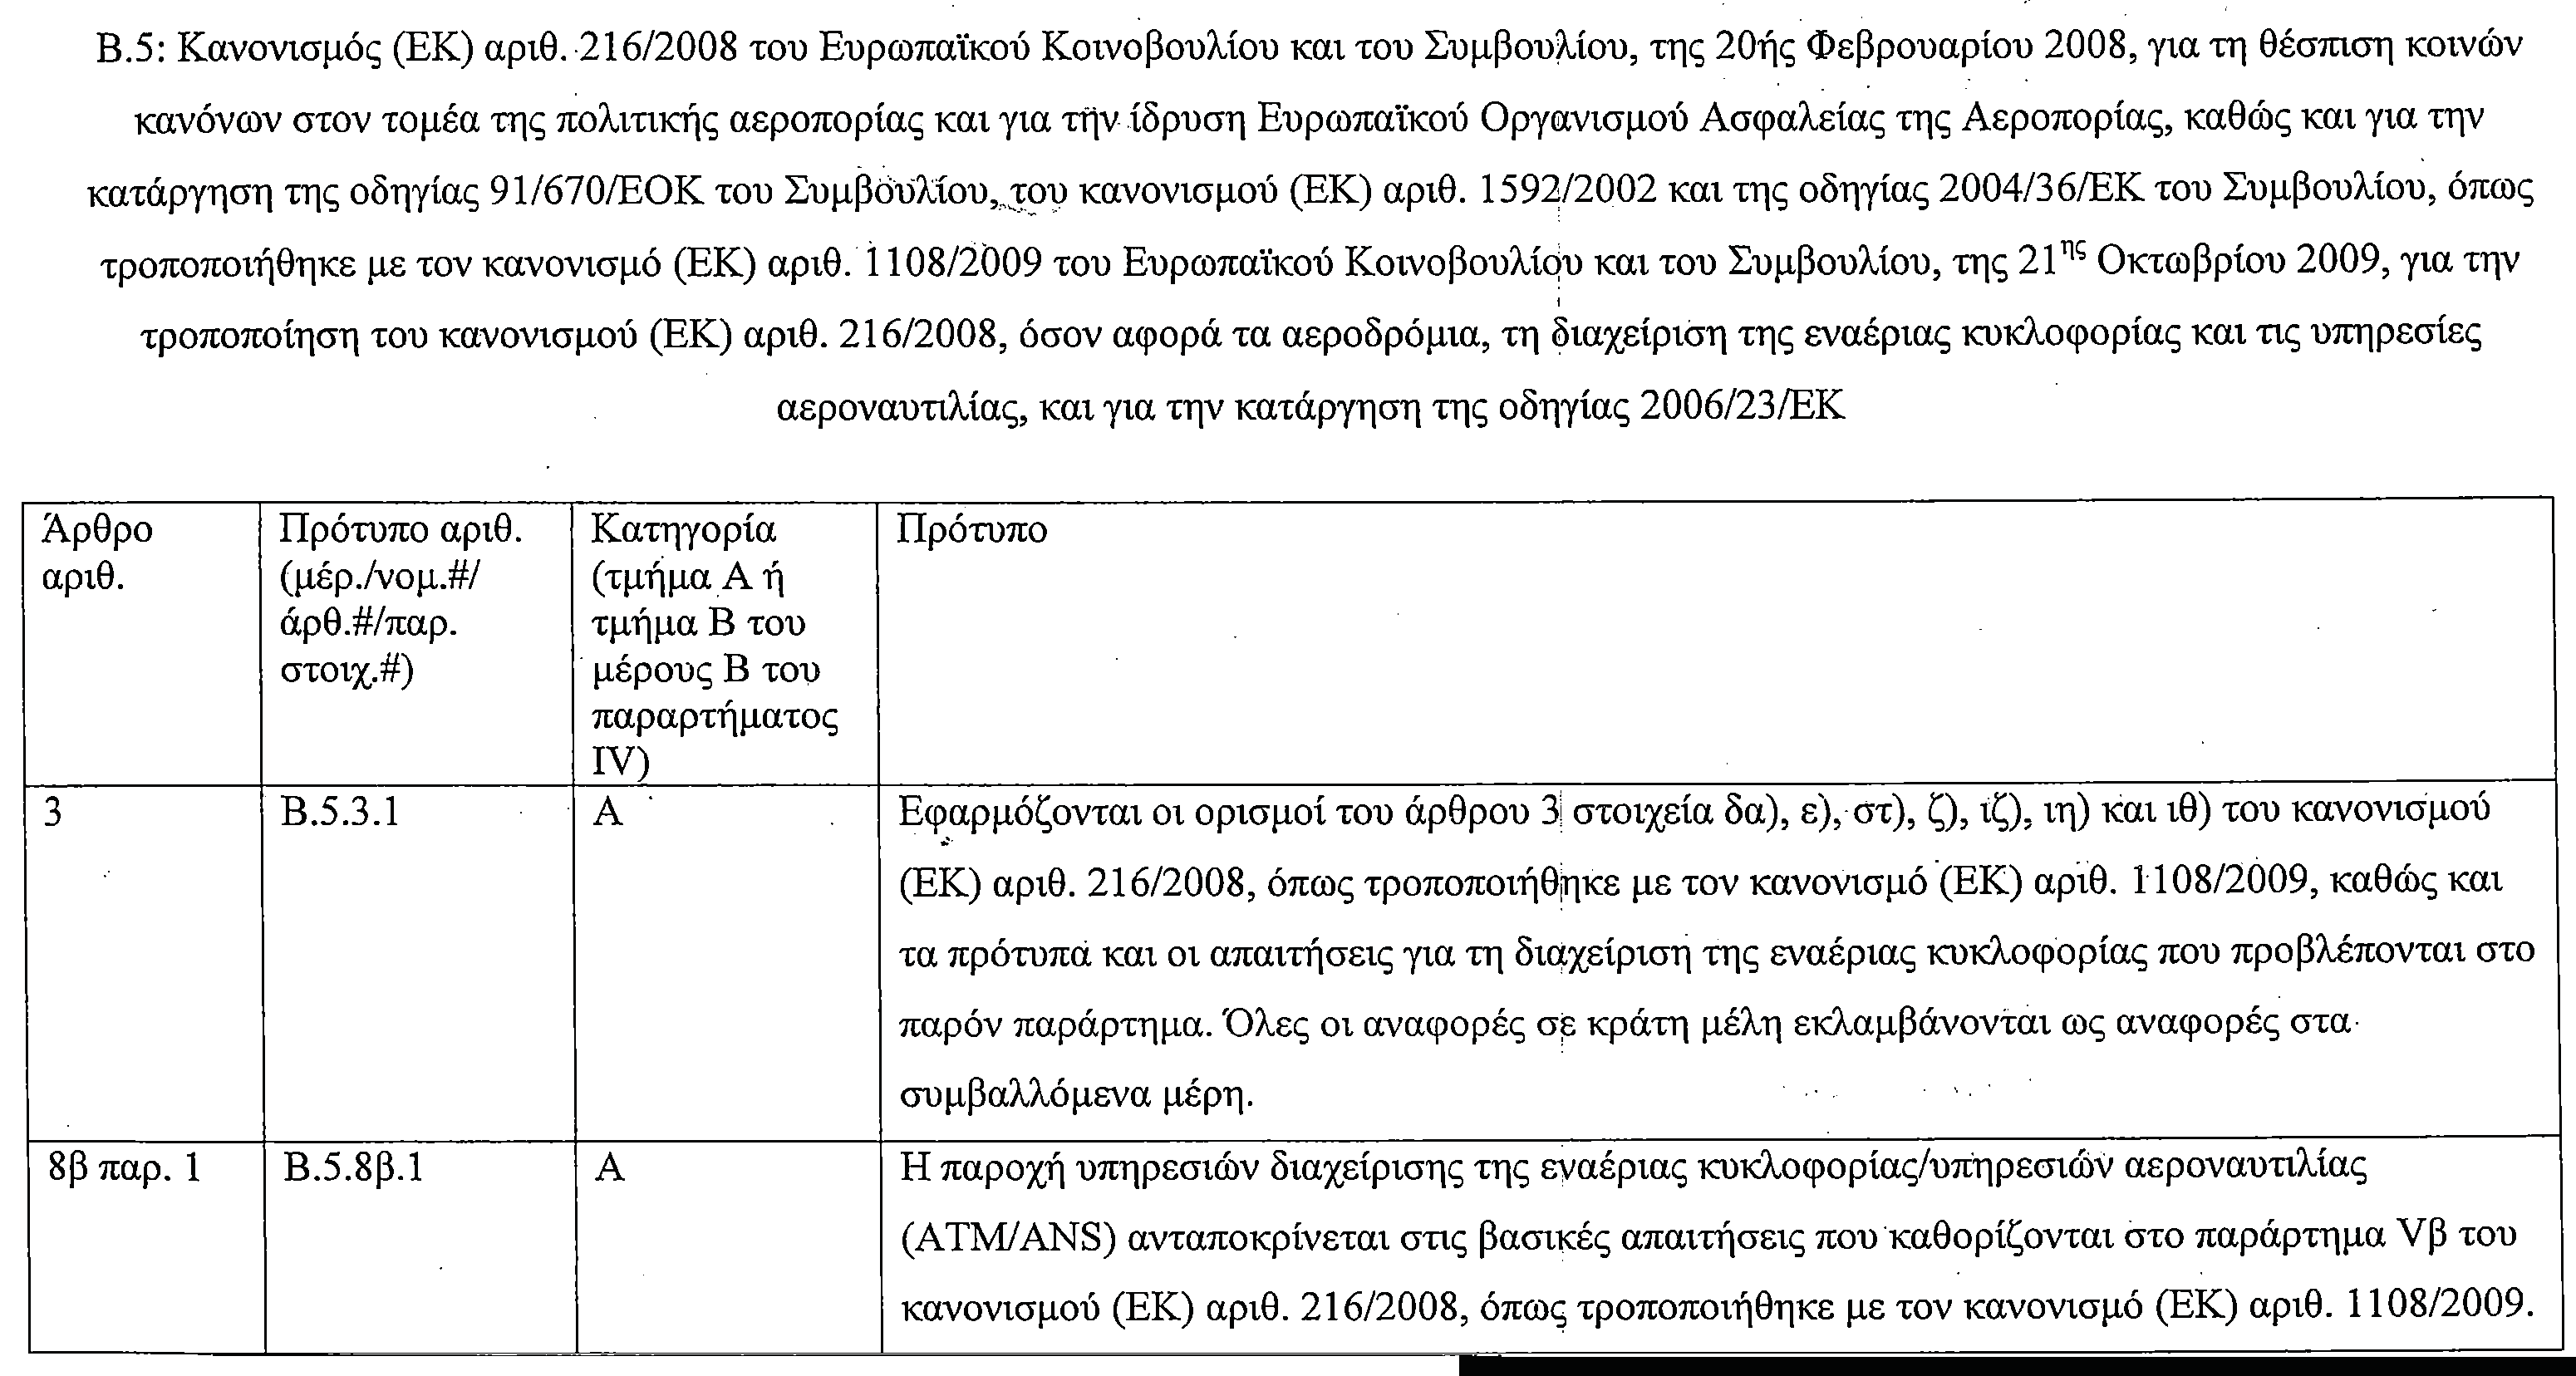 Β.5: Κανονισμός (ΕΚ) αριθ. 216/2008 του Ευρωπαϊκού Κοινοβουλίου και του Συμβουλίου, της 20ής Φεβρουαρίου 2008, για τη θέσπιση κοινών
κανόνων στον τομέα της πολιτικής αεροπορίας και για την ίδρυση Ευρωπαϊκού Οργανισμού Ασφαλείας της Αεροπορίας, καθώς και για την
κατάργηση της οδηγίας 91/670/ΕΟΚ του Συμβουλίου, του κανονισμού (ΕΚ) αριθ. 1592/2002 και της οδηγίας 2004/36/ΕΚ του Συμβουλίου, όπως
τροποποιήθηκε με τον κανονισμό (ΕΚ) αριθ. 1108/2009 του Ευρωπαϊκού Κοινοβουλίου και του Συμβουλίου, της 21ης Οκτωβρίου 2009, για την
τροποποίηση του κανονισμού (ΕΚ) αριθ. 216/2008, όσον αφορά τα αεροδρόμια, τη διαχείριση της εναέριας κυκλοφορίας και τις υπηρεσίες
αεροναυτιλίας, και για την κατάργηση της οδηγίας 2006/23/ΕΚ
Άρθρο
αριθ.
Πρότυπο αριθ.
(μέρ./νομ.#/
άρθ.#/παρ.
στοιχ.#)
Κατηγορία
(τμήμα Α ή
τμήμα Β του
μέρους Β του
παραρτήματος
IV)
Πρότυπο
3
Β.5.3.1
Α
Εφαρμόζονται οι ορισμοί του άρθρου 3 στοιχεία δα), ε), στ), ζ), ιζ), ιη) και ιθ) του κανονισμού
(ΕΚ) αριθ. 216/2008, όπως τροποποιήθηκε με τον κανονισμό (ΕΚ) αριθ. 1108/2009, καθώς και
τα πρότυπα και οι απαιτήσεις για τη διαχείριση της εναέριας κυκλοφορίας που προβλέπονται στο
παρόν παράρτημα. Όλες οι αναφορές σε κράτη μέλη εκλαμβάνονται ως αναφορές στα
συμβαλλόμενα μέρη.
8β παρ. 1
Β.5.8β.1
Α
Η παροχή υπηρεσιών διαχείρισης της εναέριας κυκλοφορίας/υπηρεσιών αεροναυτιλίας
(ATM/ANS) ανταποκρίνεται στις βασικές απαιτήσεις που καθορίζονται στο παράρτημα Vβ του
κανονισμού (ΕΚ) αριθ. 216/2008, όπως τροποποιήθηκε με τον κανονισμό (ΕΚ) αριθ. 1108/2009.